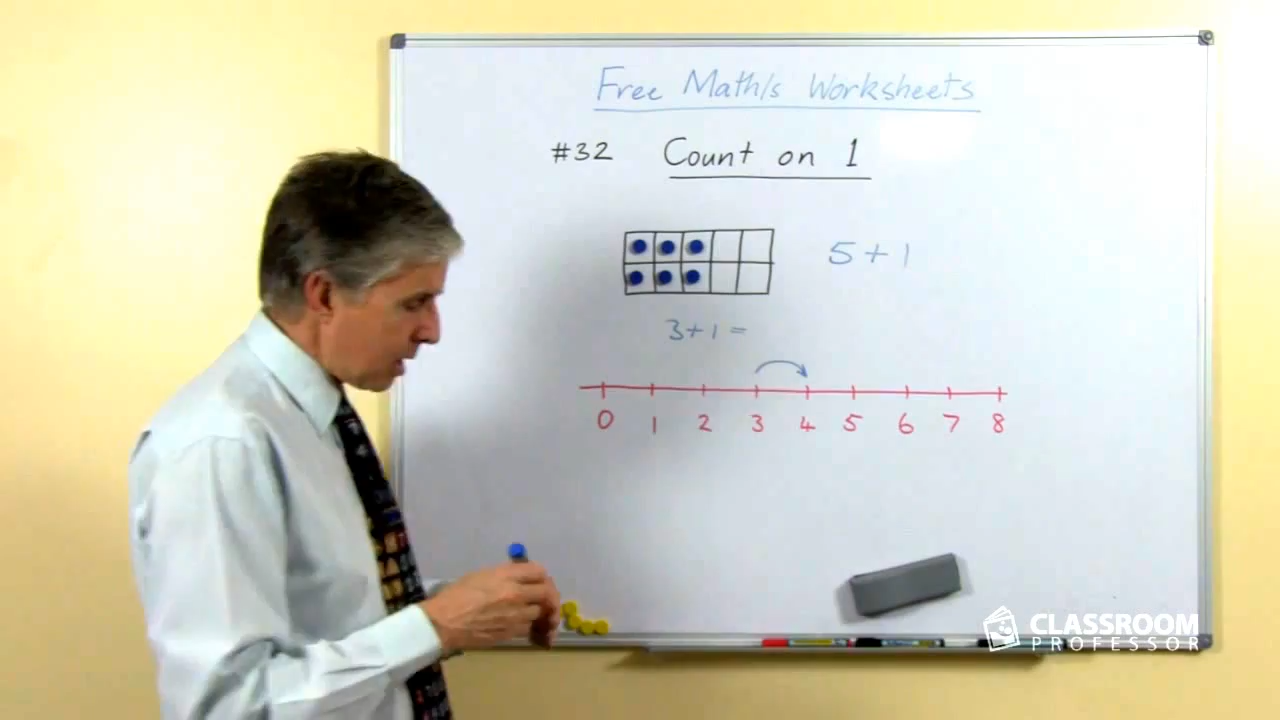 Free Math/s Worksheets
#32 Count on 1
5+1
3+1=
0 1 2 3 4 5 6 7 8
CLASSROOM
PROFESSOR